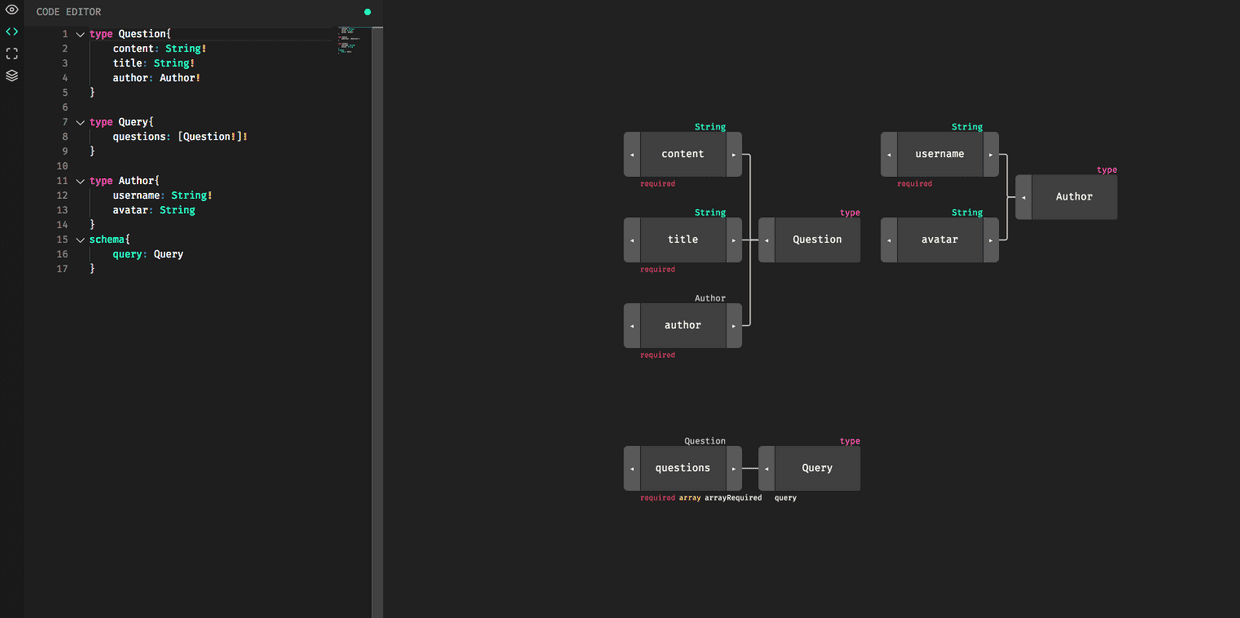 CODE EDITOR
1 type Question{
2 content: String!
3 title: String!
4 author: Author!
5 }
6
7 type Query{
8 questions: [Question!]!
9 }
10
11 type Author{
12 username: String!
13 avatar: String
14 }
15 schema{
16 query: Query
17 }
String
content
required
String
title
required
type
Question
Author
author
required
String
username
required
String
avatar
type
Author
Question
questions
required array arrayRequired
type
Query
query